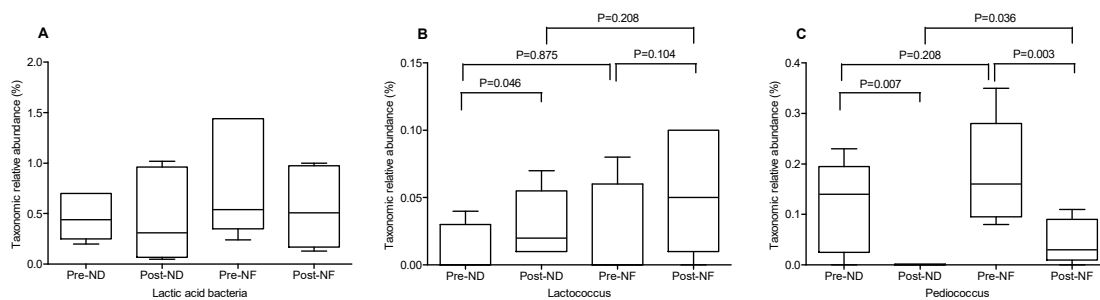 A
Taxonomic relative abundance (%)
2.0
1.5
1.0
0.5
0.0
Pre-ND Post-ND Pre-NF Post-NF
Lactic acid bacteria
B
P=0.208
P=0.875
P=0.104
P=0.046
Taxonomic relative abundance (%)
0.15
0.10
0.05
0.00
Pre-ND Post-ND Pre-NF Post-NF
Lactococcus
C
P=0.036
P=0.208
P=0.003
P=0.007
Taxonomic relative abundance (%)
0.4
0.3
0.2
0.1
0.0
Pre-ND Post-ND Pre-NF Post-NF
Pediococcus